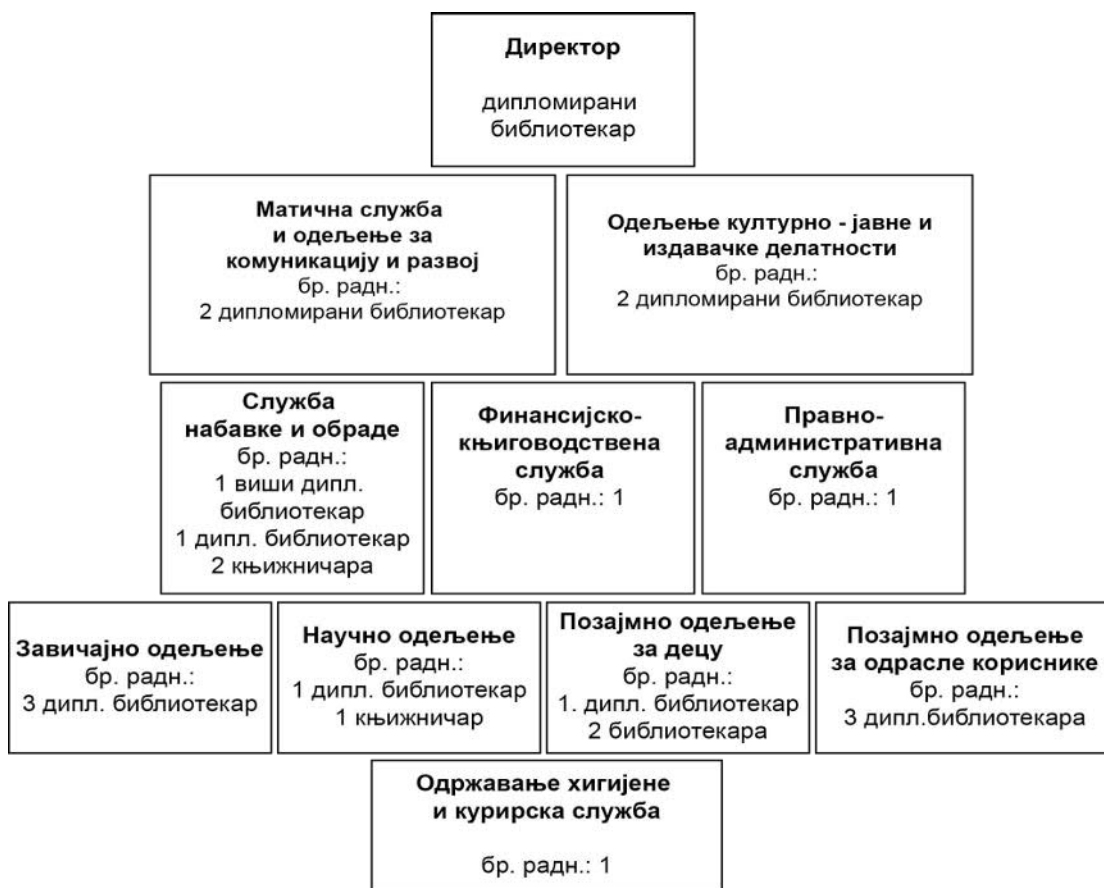 Директор
дипломирани
библиотекар
Матична служба
и одељење за
комуникацију и развој
бр. радн.:
2 дипломирани библиотекар
Одељење културно - јавне и
издавачке делатности
бр. радн.:
2 дипломирани библиотекар
Служба
набавке и обраде
бр. радн.:
1 виши дипл.
библиотекар
1 дипл. библиотекар
2 књижничара
Финансијско-
књиговодствена
служба
бр. радн.: 1
Правно-
административна
служба
бр. радн.: 1
Завичајно одељење
бр. радн.:
3 дипл. библиотекар
Научно одељење
бр. радн.:
1 дипл. библиотекар
1 књижничар
Позајмно одељење
за децу
бр. радн.:
1. дипл. библиотекар
2 библиотекара
Позајмно одељење
за одрасле кориснике
бр. радн.:
3 дипл.библиотекара
Одржавање хигијене
и курирска служба
бр. радн.: 1